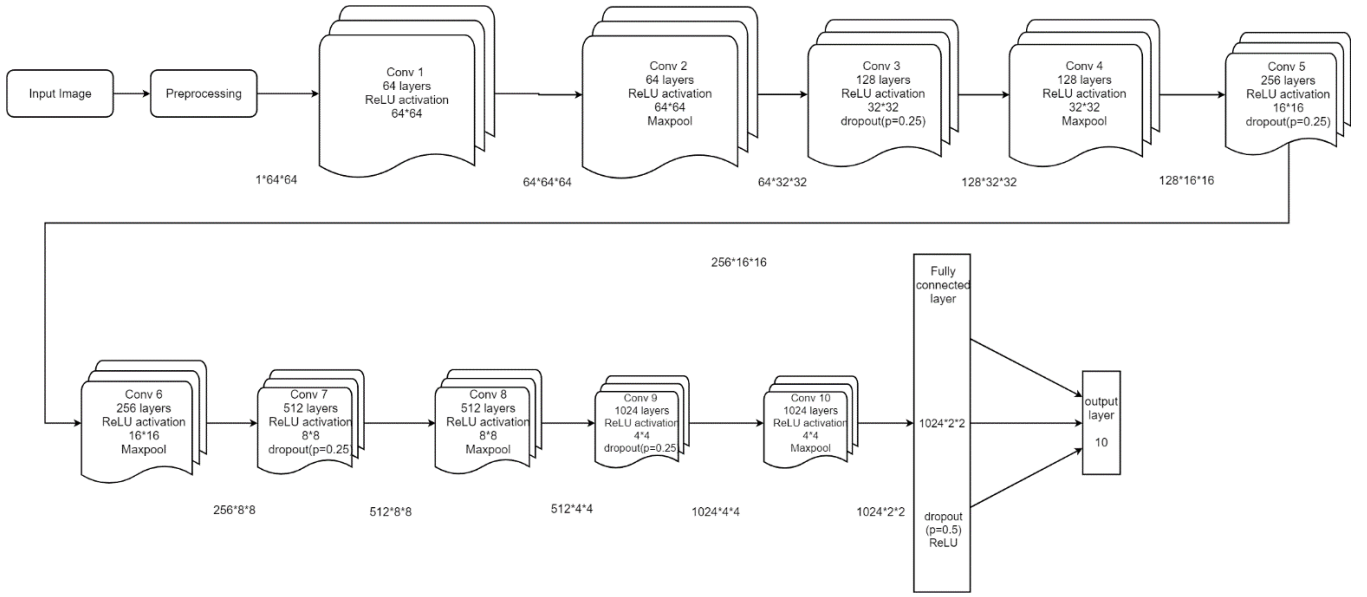 Input Image
Preprocessing
Conv 1
64 layers
ReLU activation
64*64
Conv 2
64 layers
ReLU activation
64*64
Maxpool
Conv 3
128 layers
ReLU activation
32*32
dropout(p=0.25)
Conv 4
128 layers
ReLU activation
32*32
Maxpool
Conv 5
256 layers
ReLU activation
16*16
dropout(p=0.25)
1*64*64
64*64*64
64*32*32
128*32*32
128*16*16
256*16*16
Conv 6
256 layers
ReLU activation
16*16
Maxpool
Conv 7
512 layers
ReLU activation
8*8
dropout(p=0.25)
Conv 8
512 layers
ReLU activation
8*8
Maxpool
Conv 9
1024 layers
ReLU activation
4*4
dropout(p=0.25)
Conv 10
1024 layers
ReLU activation
4*4
Maxpool
256*8*8
512*8*8
512*4*4
1024*4*4
1024*2*2
Fully
connected
layer
1024*2*2
dropout
(p=0.5)
ReLU
output
layer
10